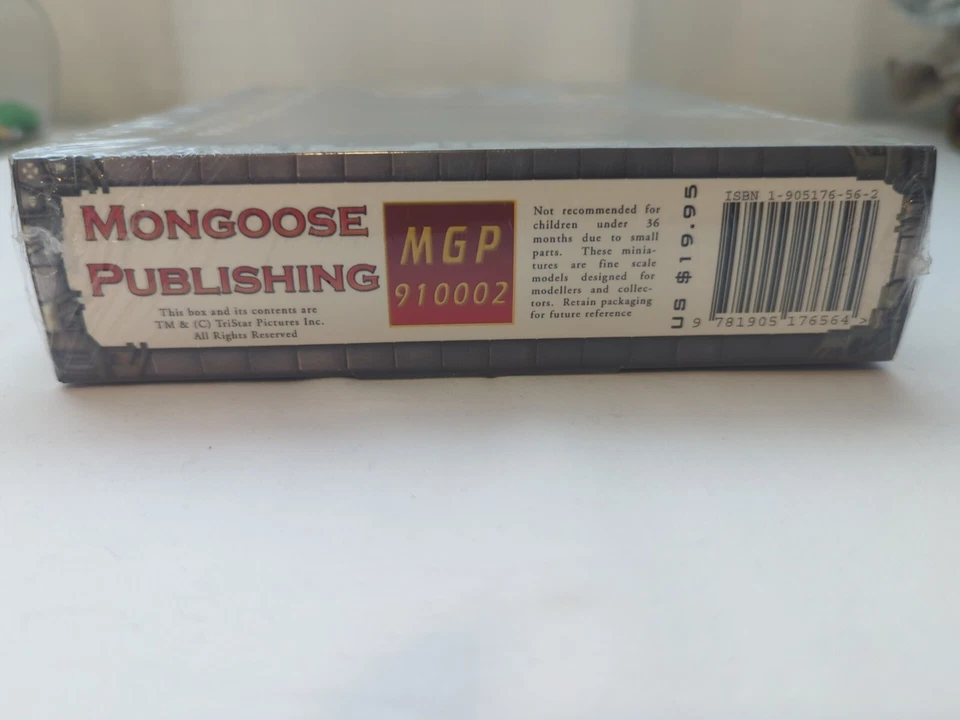 MONGOOSE
PUBLISHING
This box and its contents are
TM & (C) TriStar Pictures Inc.
All Rights Reserved
MGP
910002
Not recommended for
children under 36
months due to small
parts. These minia-
tures are fine scale
models designed for
modellers and collec-
tors. Retain packaging
for future reference
US $19.95
ISBN 1-905176-56-2
9 781905 176564 >